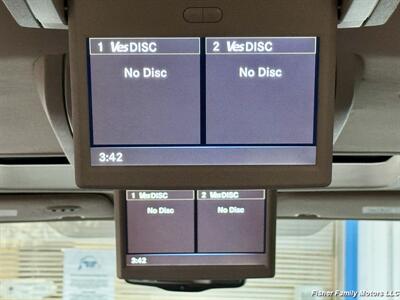 1 VesDISC
2 VesDISC
No Disc
No Disc
3:42
1 VesDISC
2 VesDISC
No Disc
No Disc
3:42
Fisher Family Motors LLC